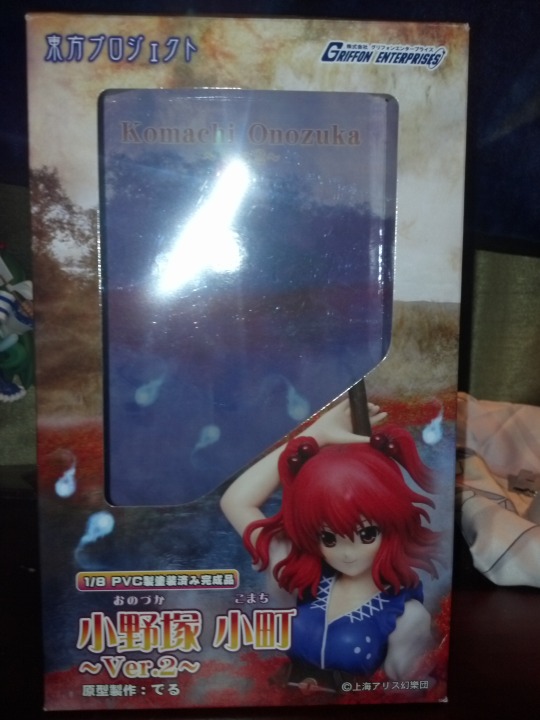 東方プロジェクト
株式会社 グリフォンエンタープライズ
GRIFFON ENTERPRISES
Komachi Onozuka
1/8 PVC製塗装済み完成品
おのづか こまち
小野塚 小町
~Ver.2~
原型製作:でる
©上海アリス幻樂団